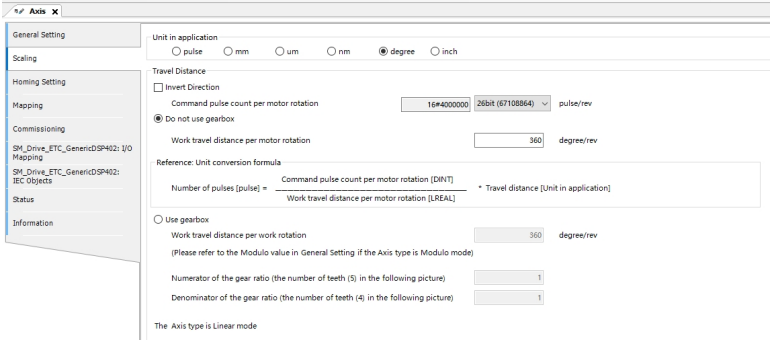 Axis x
General Setting
Scaling
Homing Setting
Mapping
Commissioning
SM_Drive_ETC_GenericDSP402: I/O
Mapping
SM_Drive_ETC_GenericDSP402:
IEC Objects
Status
Information
Unit in application
pulse mm um nm degree inch
Travel Distance
Invert Direction
Command pulse count per motor rotation 16#4000000 26bit (67108864) pulse/rev
Do not use gearbox
Work travel distance per motor rotation 360 degree/rev
Reference: Unit conversion formula
Command pulse count per motor rotation [DINT]
Number of pulses [pulse] = * Travel distance [Unit in application]
Work travel distance per motor rotation [LREAL]
Use gearbox
Work travel distance per work rotation 360 degree/rev
(Please refer to the Modulo value in General Setting if the Axis type is Modulo mode)
Numerator of the gear ratio (the number of teeth (5) in the following picture) 1
Denominator of the gear ratio (the number of teeth (4) in the following picture) 1
The Axis type is Linear mode